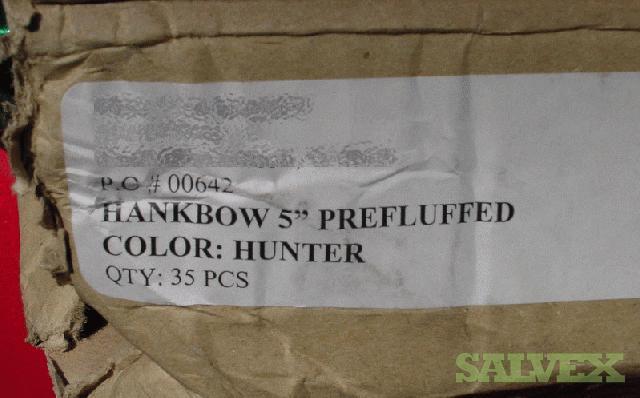 P.O # 00642
HANKBOW 5” PREFLUFFED
COLOR: HUNTER
QTY: 35 PCS
SALVEX